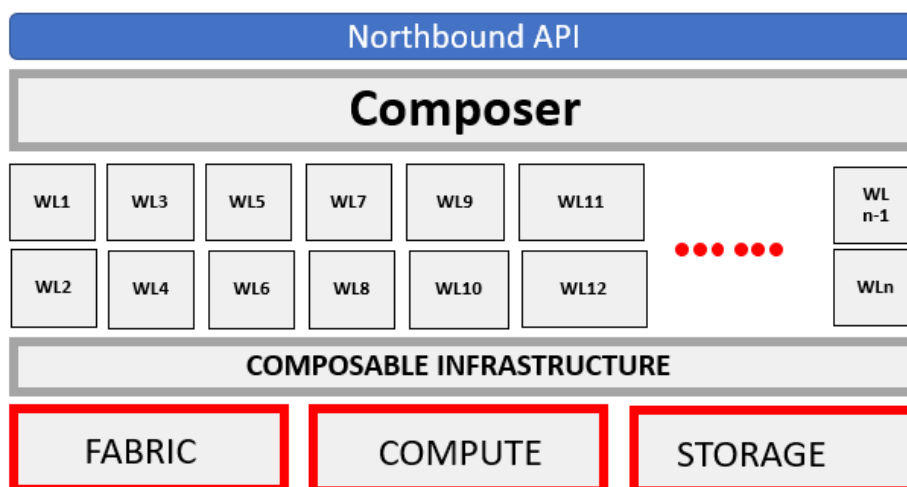 Northbound API
Composer
WL1 WL3 WL5 WL7 WL9 WL11 WL
n-1
WL2 WL4 WL6 WL8 WL10 WL12 WLn
COMPOSABLE INFRASTRUCTURE
FABRIC COMPUTE STORAGE